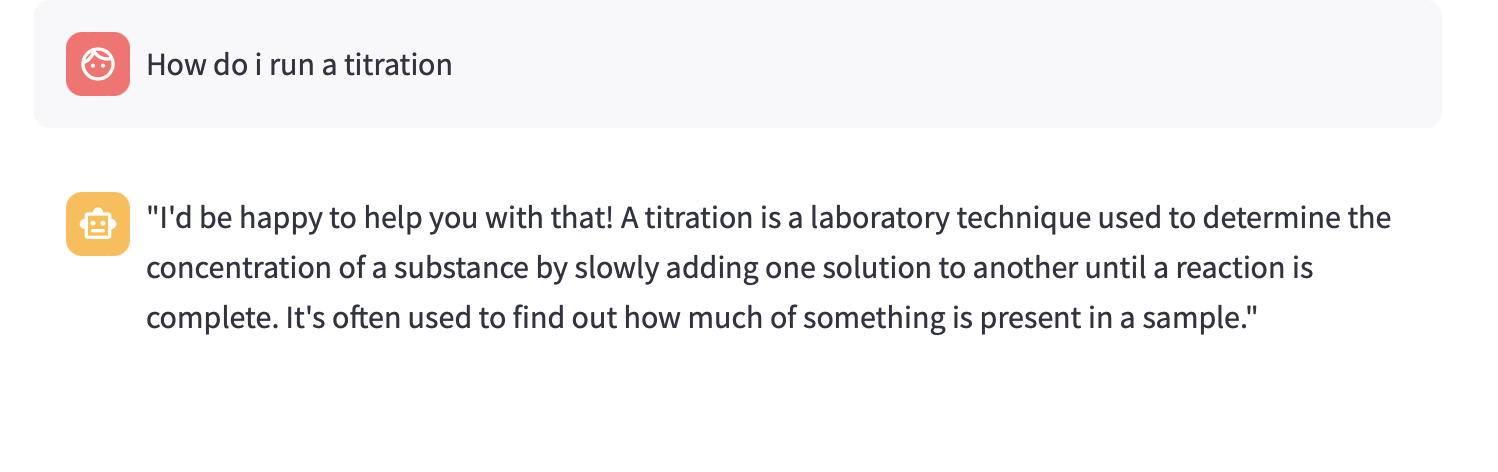 How do i run a titration
"I'd be happy to help you with that! A titration is a laboratory technique used to determine the
concentration of a substance by slowly adding one solution to another until a reaction is
complete. It's often used to find out how much of something is present in a sample."